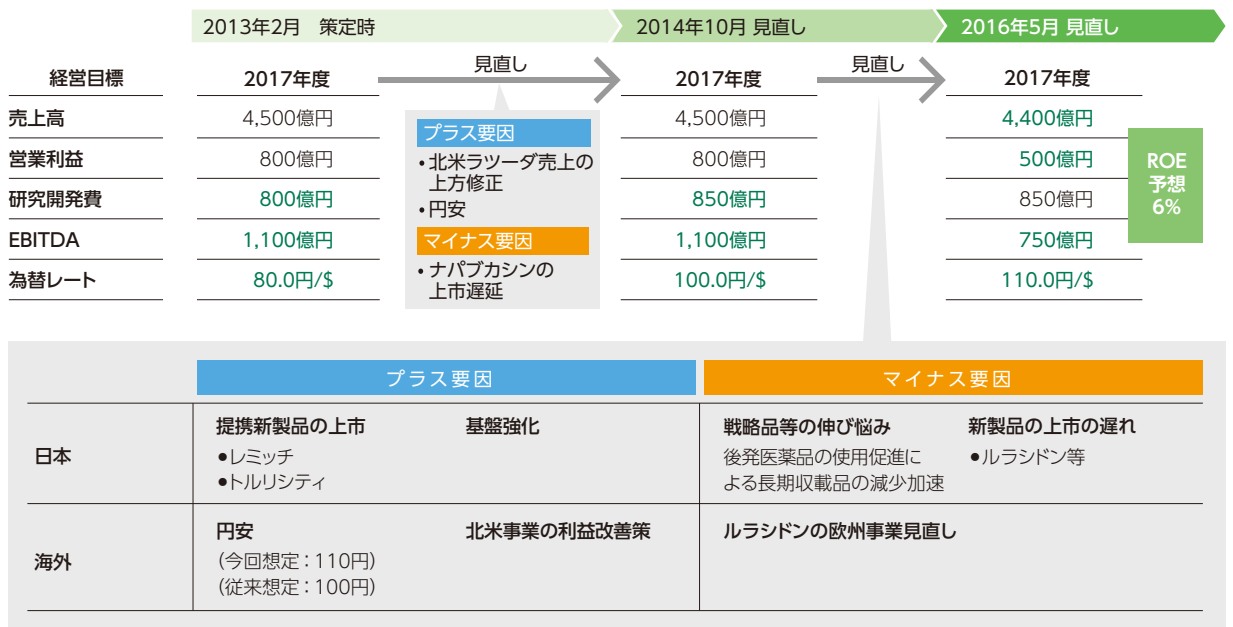 2013年2月　策定時
2014年10月 見直し
2016年5月 見直し
経営目標
2017年度
見直し
2017年度
見直し
2017年度
売上高
4,500億円
4,500億円
4,400億円
営業利益
800億円
800億円
500億円
研究開発費
800億円
850億円
850億円
EBITDA
1,100億円
1,100億円
750億円
為替レート
80.0円/$
100.0円/$
110.0円/$
プラス要因
•北米ラツーダ売上の
上方修正
•円安
マイナス要因
•ナパブカシンの
上市遅延
ROE
予想
6%
プラス要因
マイナス要因
日本
提携新製品の上市
●レミッチ
●トルリシティ
基盤強化
戦略品等の伸び悩み
後発医薬品の使用促進に
よる長期収載品の減少加速
新製品の上市の遅れ
●ルラシドン等
海外
円安
(今回想定：110円)
(従来想定：100円)
北米事業の利益改善策
ルラシドンの欧州事業見直し